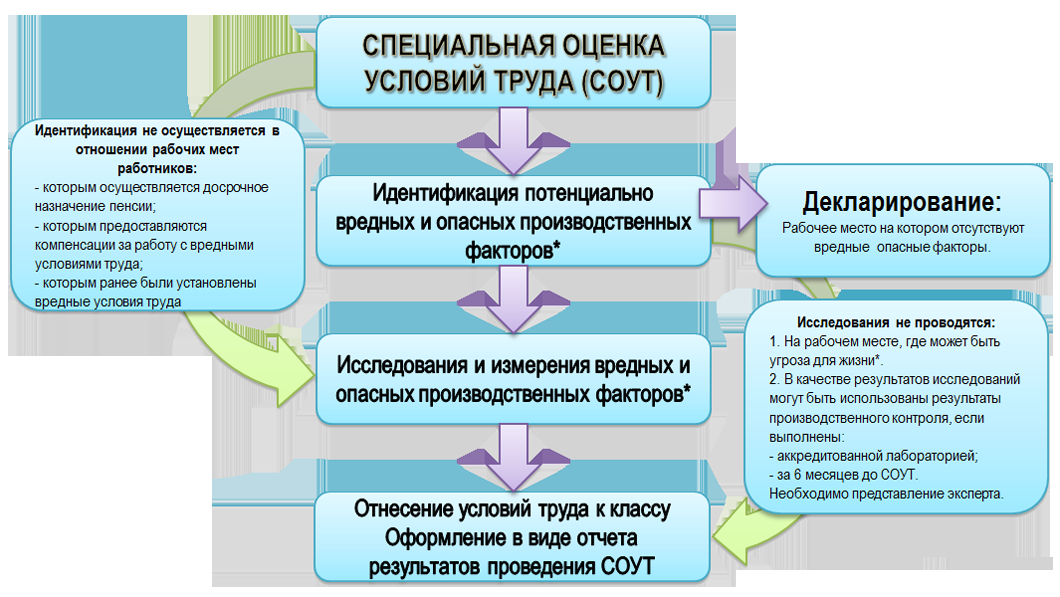 СПЕЦИАЛЬНАЯ ОЦЕНКА
УСЛОВИЙ ТРУДА (СОУТ)
Идентификация не осуществляется в
отношении рабочих мест
работников:
- которым осуществляется досрочное
назначение пенсии;
- которым предоставляются
компенсации за работу с вредными
условиями труда;
- которым ранее были установлены
вредные условия труда
Идентификация потенциально
вредных и опасных производственных
факторов*
Декларирование:
Рабочее место на котором отсутствуют
вредные опасные факторы.
Исследования и измерения вредных и
опасных производственных факторов*
Исследования не проводятся:
1. На рабочем месте, где может быть
угроза для жизни*.
2. В качестве результатов исследований
могут быть использованы результаты
производственного контроля, если
выполнены:
- аккредитованной лабораторией;
- за 6 месяцев до СОУТ.
Необходимо представление эксперта.
Отнесение условий труда к классу
Оформление в виде отчета
результатов проведения СОУТ